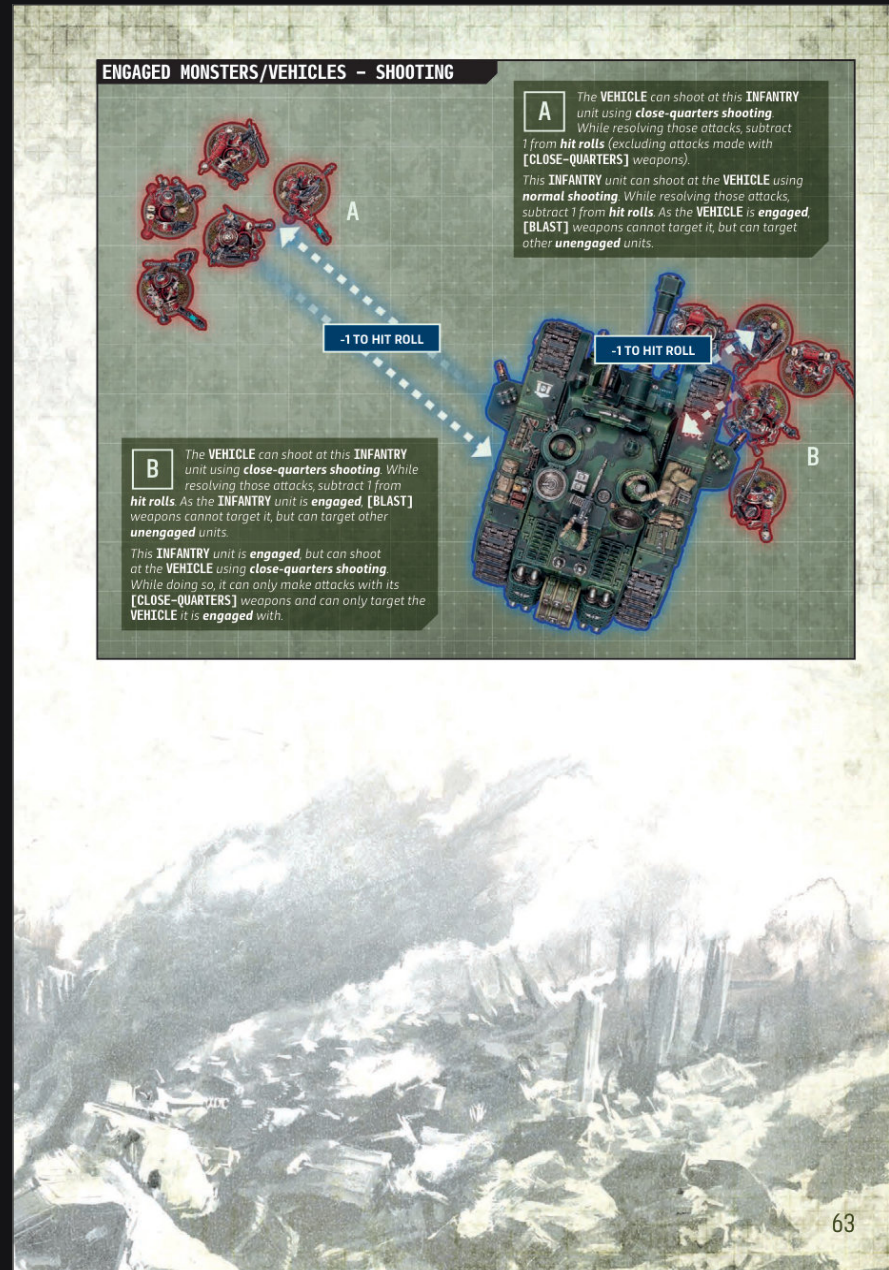 ENGAGED MONSTERS/VEHICLES – SHOOTING
A
The VEHICLE can shoot at this INFANTRY
unit using close-quarters shooting.
While resolving those attacks, subtract
1 from hit rolls (excluding attacks made with
[CLOSE-QUARTERS] weapons).
This INFANTRY unit can shoot at the VEHICLE using
normal shooting. While resolving those attacks,
subtract 1 from hit rolls. As the VEHICLE is engaged,
[BLAST] weapons cannot target it, but can target
other unengaged units.
A
-1 TO HIT ROLL
-1 TO HIT ROLL
B
B
The VEHICLE can shoot at this INFANTRY
unit using close-quarters shooting. While
resolving those attacks, subtract 1 from
hit rolls. As the INFANTRY unit is engaged, [BLAST]
weapons cannot target it, but can target other
unengaged units.
This INFANTRY unit is engaged, but can shoot
at the VEHICLE using close-quarters shooting.
While doing so, it can only make attacks with its
[CLOSE-QUARTERS] weapons and can only target the
VEHICLE it is engaged with.
63